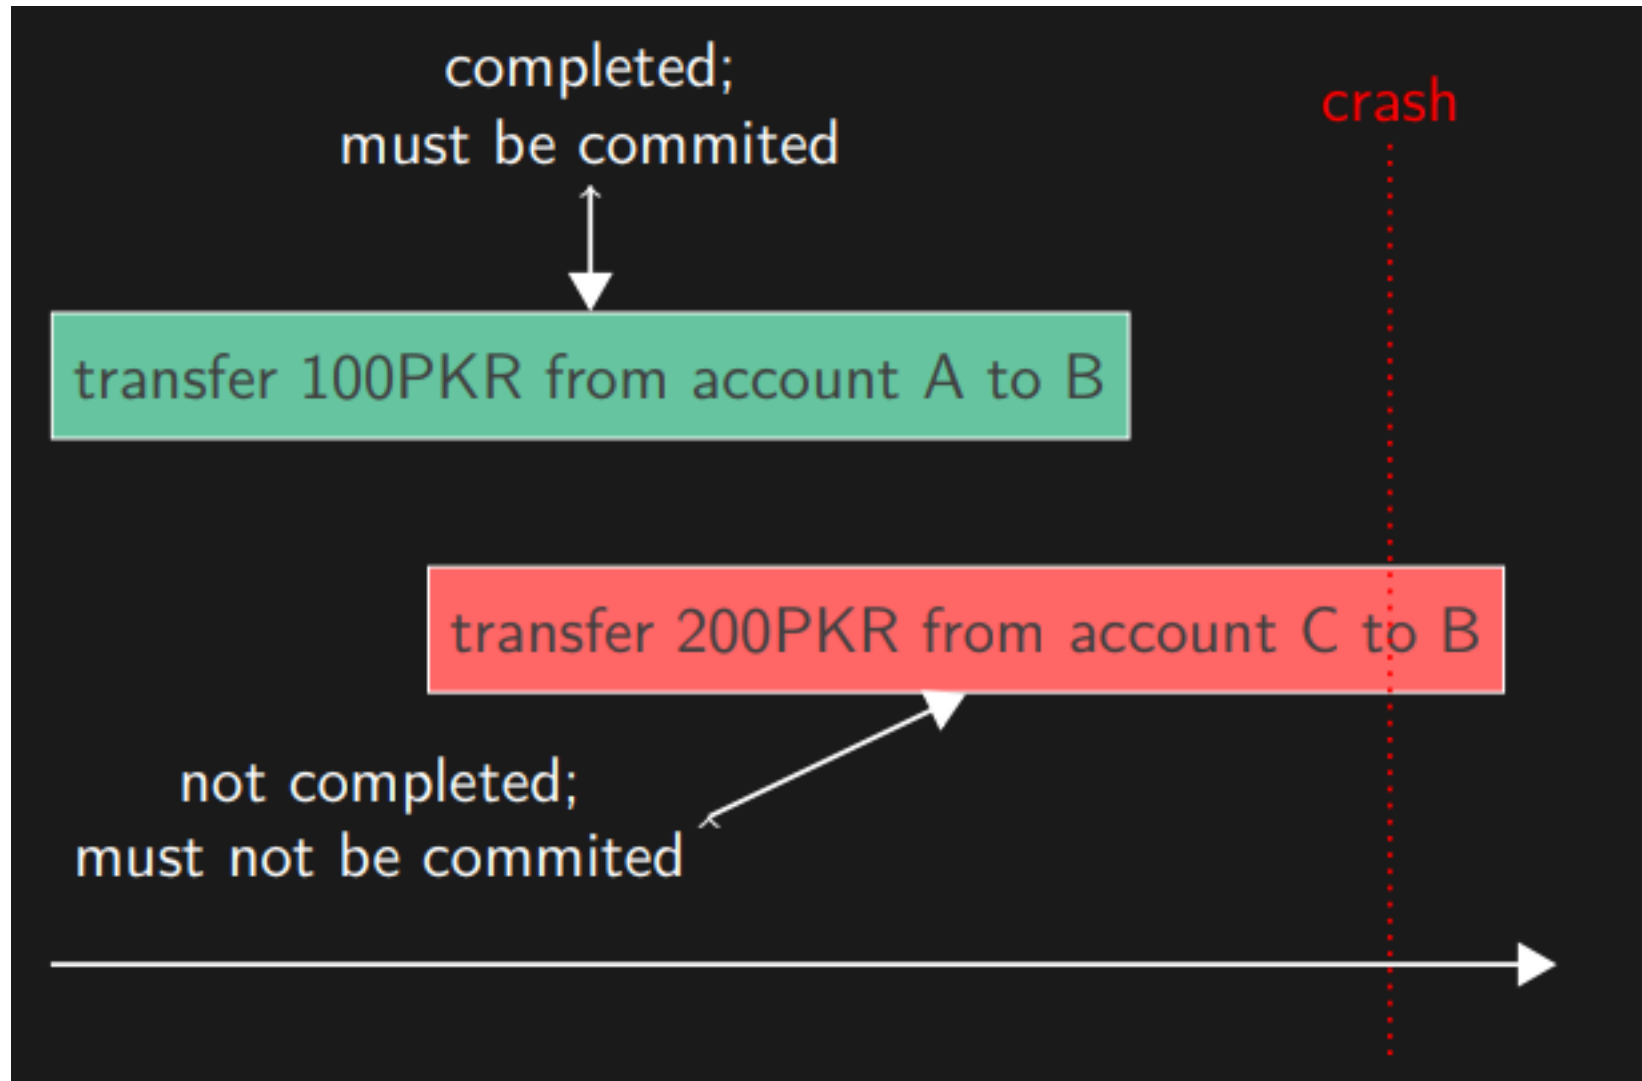 completed;
must be commited
crash
transfer 100PKR from account A to B
transfer 200PKR from account C to B
not completed;
must not be commited